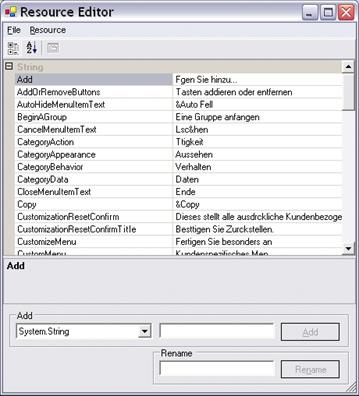 Resource Editor
File Resource
String
Add Fgen Sie hinzu...
AddOrRemoveButtons Tasten addieren oder entfernen
AutoHideMenuItemText &Auto Fell
BeginAGroup Eine Gruppe anfangen
CancelMenuItemText Lsc&hen
CategoryAction Ttigkeit
CategoryAppearance Aussehen
CategoryBehavior Verhalten
CategoryData Daten
CloseMenuItemText Ende
Copy &Copy
CustomizationResetConfirm Dieses stellt alle ausdrckliche Kundenbezoge
CustomizationResetConfirmTitle Besttigen Sie Zurckstellen.
CustomizeMenu Fertigen Sie besonders an
CustomMenu Kundenspezifisches Men
Add
Add
System.String Add
Rename
Rename